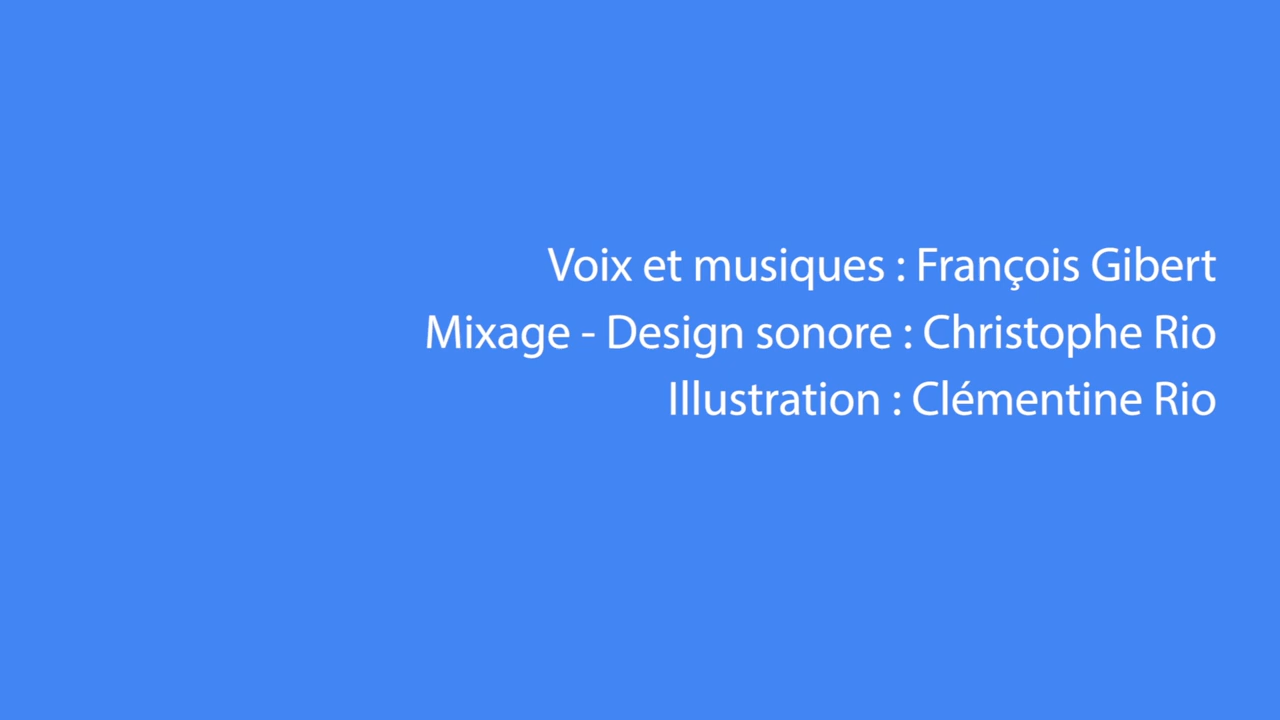 Voix et musiques : François Gibert
Mixage - Design sonore : Christophe Rio
Illustration : Clémentine Rio